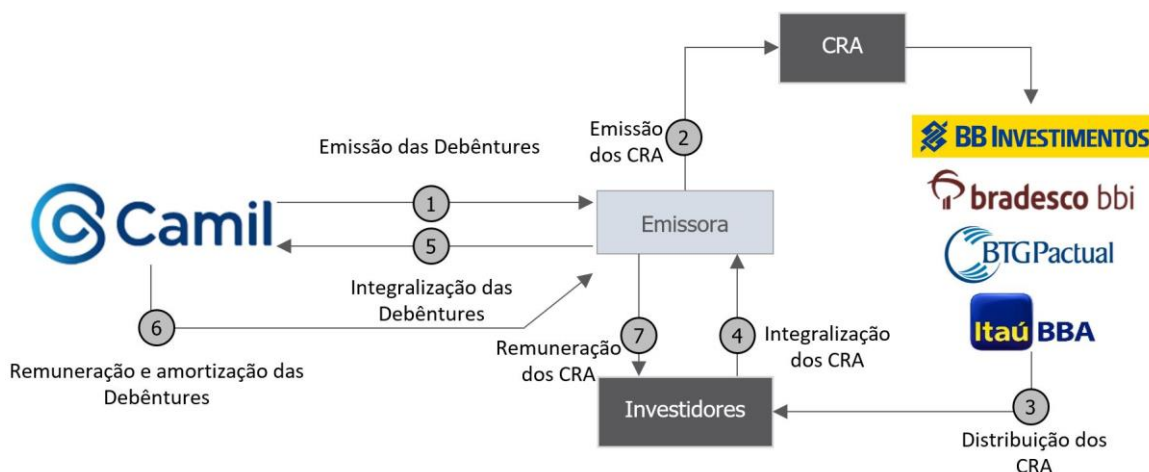 CRA
Emissão
dos CRA
2
Emissão das Debêntures
BB INVESTIMENTOS
bradesco bbi
Camil
1
Emissora
5
BTGPactual
Integralização das
Debêntures
6
7
Remuneração
dos CRA
4
Integralização
dos CRA
Itaú BBA
Remuneração e amortização das
Debêntures
Investidores
3
Distribuição dos
CRA